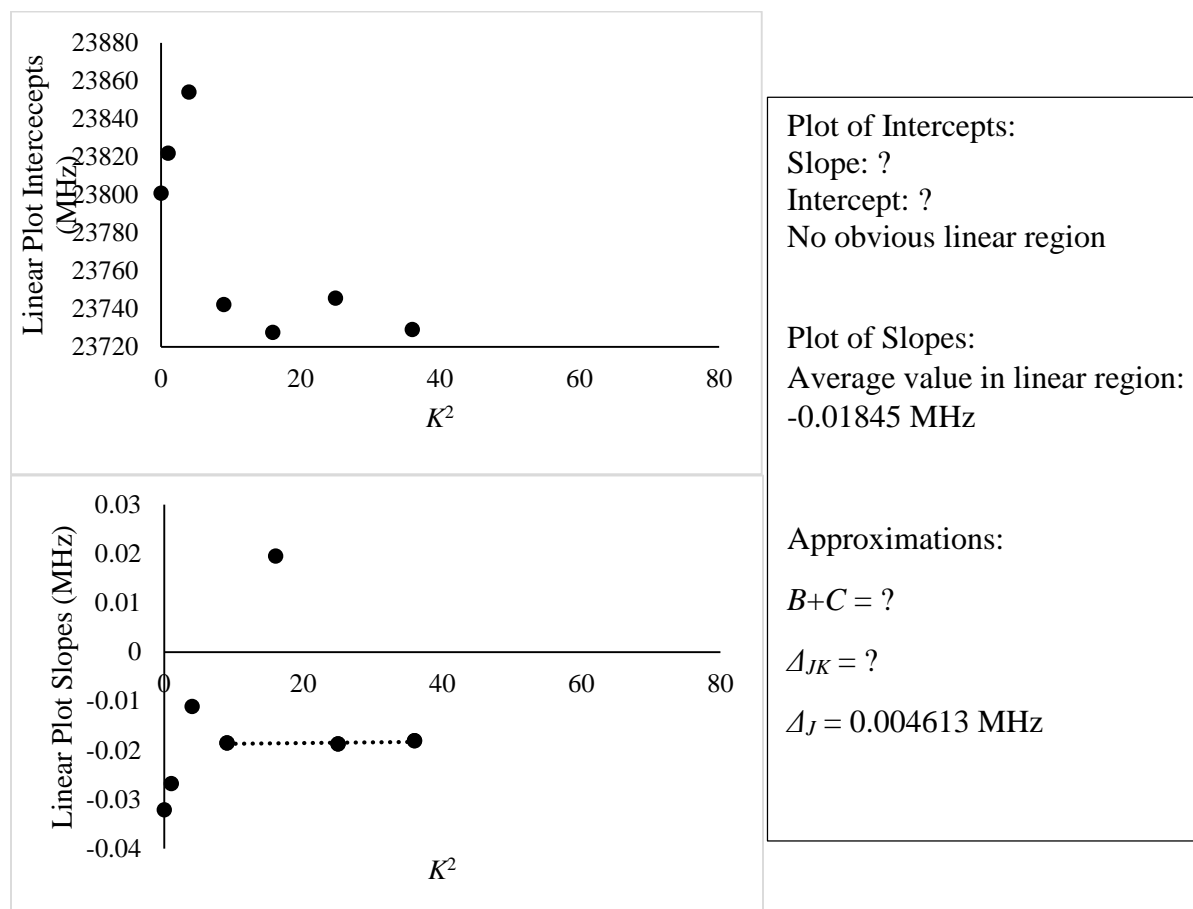 Linear Plot Intercecepts
(MHz)
23880
23860
23840
23820
23800
23780
23760
23740
23720
0
20
40
60
80
K²
Linear Plot Slopes (MHz)
0.03
0.02
0.01
0
-0.01
-0.02
-0.03
-0.04
0
20
40
60
80
K²
Plot of Intercepts:
Slope: ?
Intercept: ?
No obvious linear region
Plot of Slopes:
Average value in linear region:
-0.01845 MHz
Approximations:
B+C = ?
Δ_JK = ?
Δ_J = 0.004613 MHz